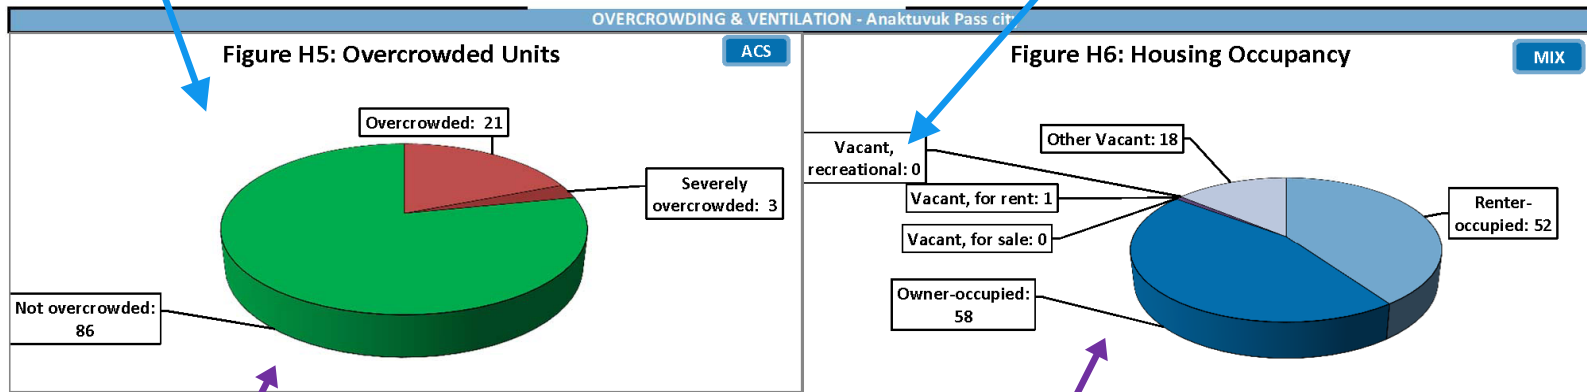 OVERCROWDING & VENTILATION - Anaktuvuk Pass city
Figure H5: Overcrowded Units
ACS
Overcrowded: 21
Severely
overcrowded: 3
Not overcrowded:
86
Figure H6: Housing Occupancy
MIX
Vacant,
recreational: 0
Other Vacant: 18
Vacant, for rent: 1
Renter-
occupied: 52
Vacant, for sale: 0
Owner-occupied:
58